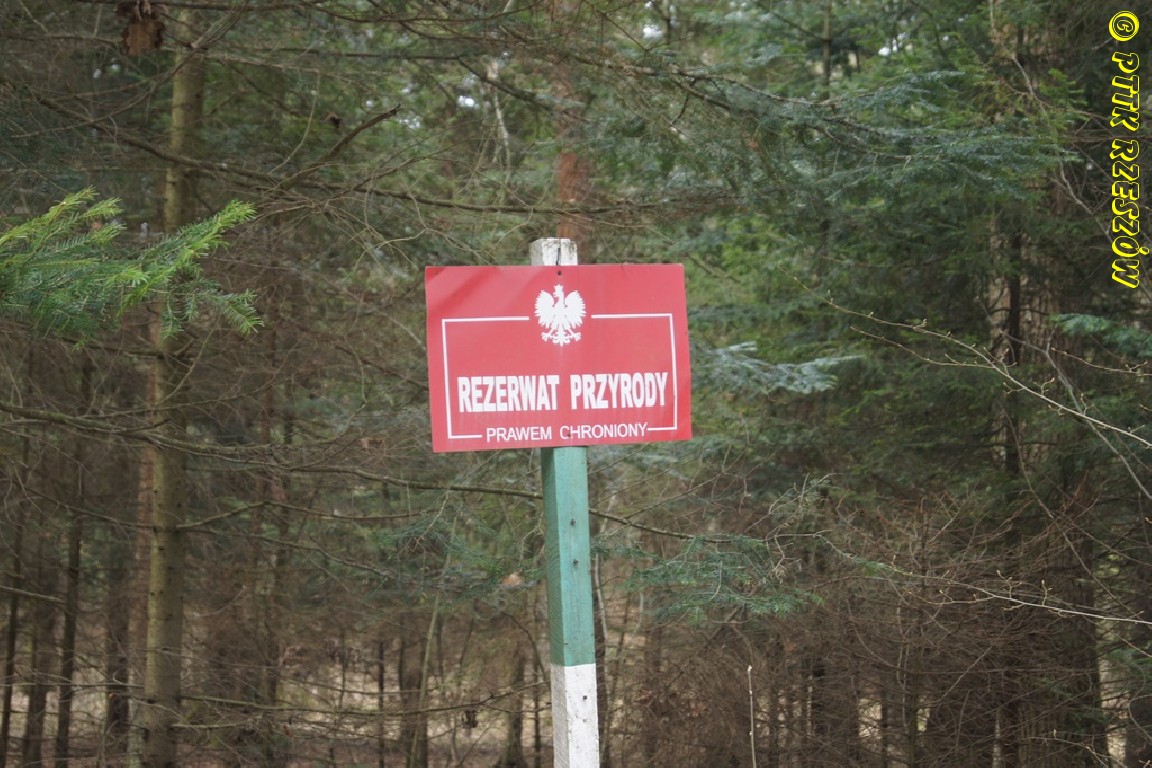 REZERWAT PRZYRODY
PRAWEM CHRONIONY
© PTTK RZESZÓW